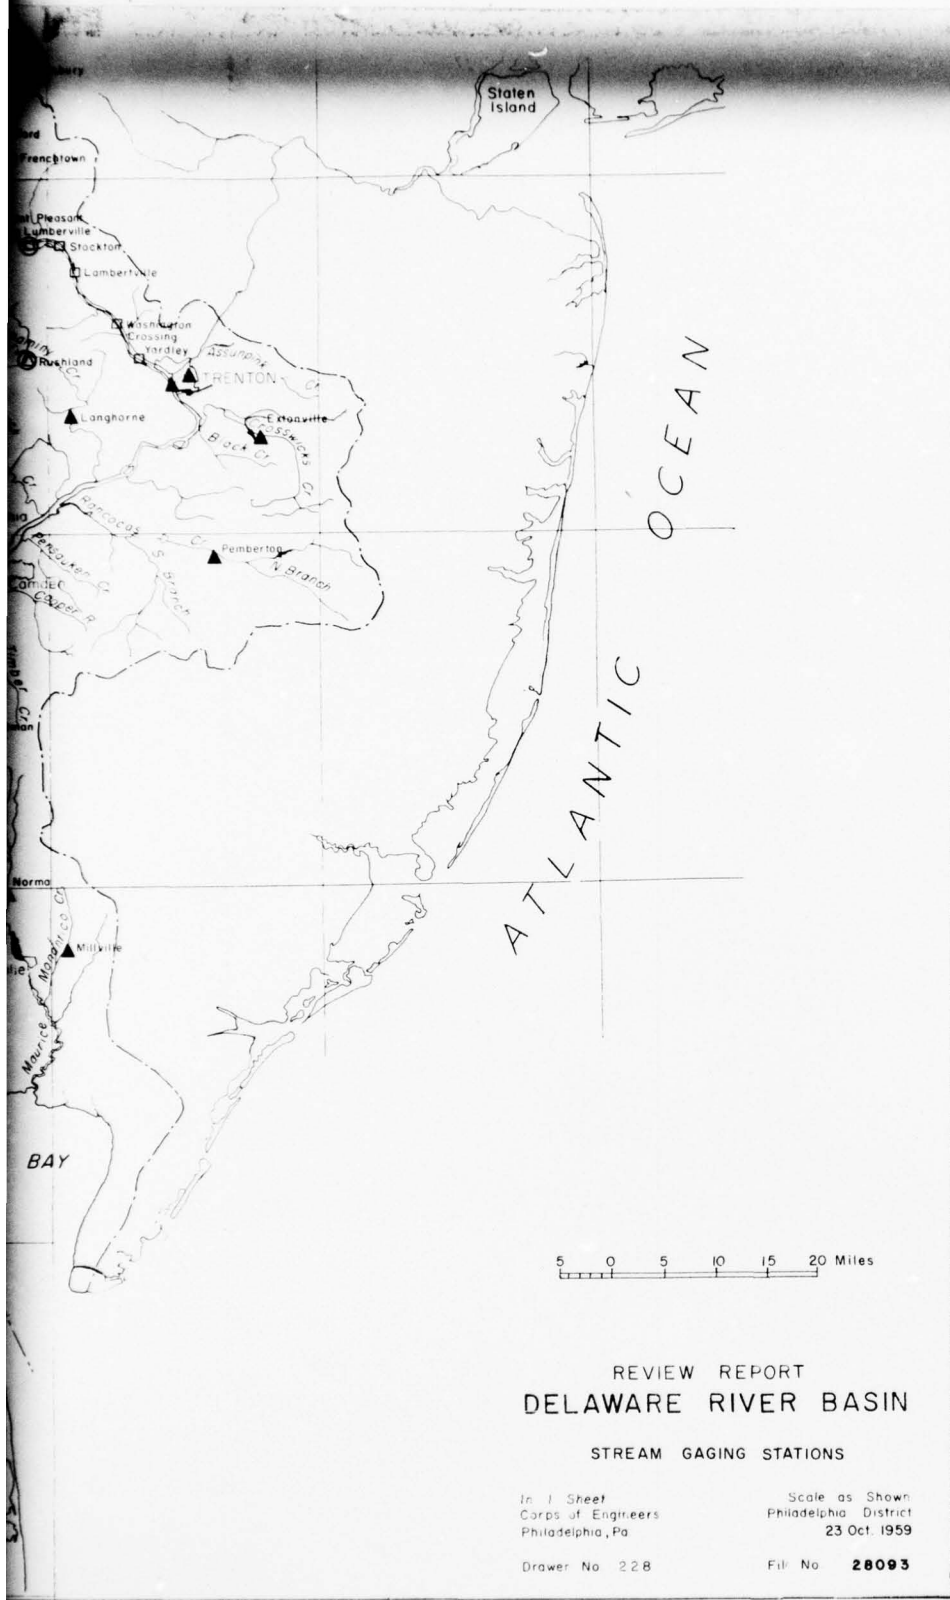 Staten
Island
Frenchtown
Pleasant
Lumberville
Stockton
Lambertville
Washington
Crossing
Yardley
Assunpink
Cr
TRENTON
Rushland
Cr
Langhorne
Extonville
Crosswicks
Cr
Black Cr
Rancocas
Cr
Pemberton
N Branch
S Branch
Pensauken Cr
Camden
Cooper R
Timber Cr
Norma
Manantico Cr
Millville
Maurice
BAY
ATLANTIC OCEAN
5 0 5 10 15 20 Miles
REVIEW REPORT
DELAWARE RIVER BASIN
STREAM GAGING STATIONS
In 1 Sheet
Scale as Shown
Corps of Engineers
Philadelphia District
Philadelphia, Pa
23 Oct. 1959
Drawer No 228
File No 28093